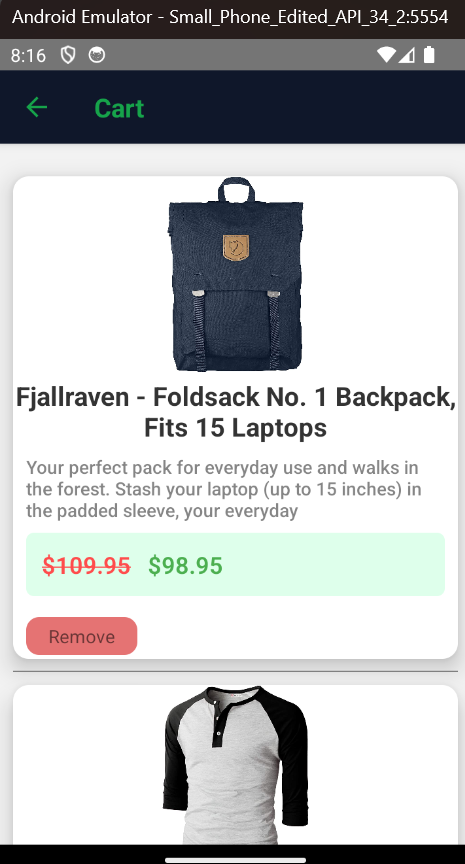 Android Emulator - Small_Phone_Edited_API_34_2:5554
8:16
Cart
Fjallraven - Foldsack No. 1 Backpack,
Fits 15 Laptops
Your perfect pack for everyday use and walks in
the forest. Stash your laptop (up to 15 inches) in
the padded sleeve, your everyday
$109.95 $98.95
Remove